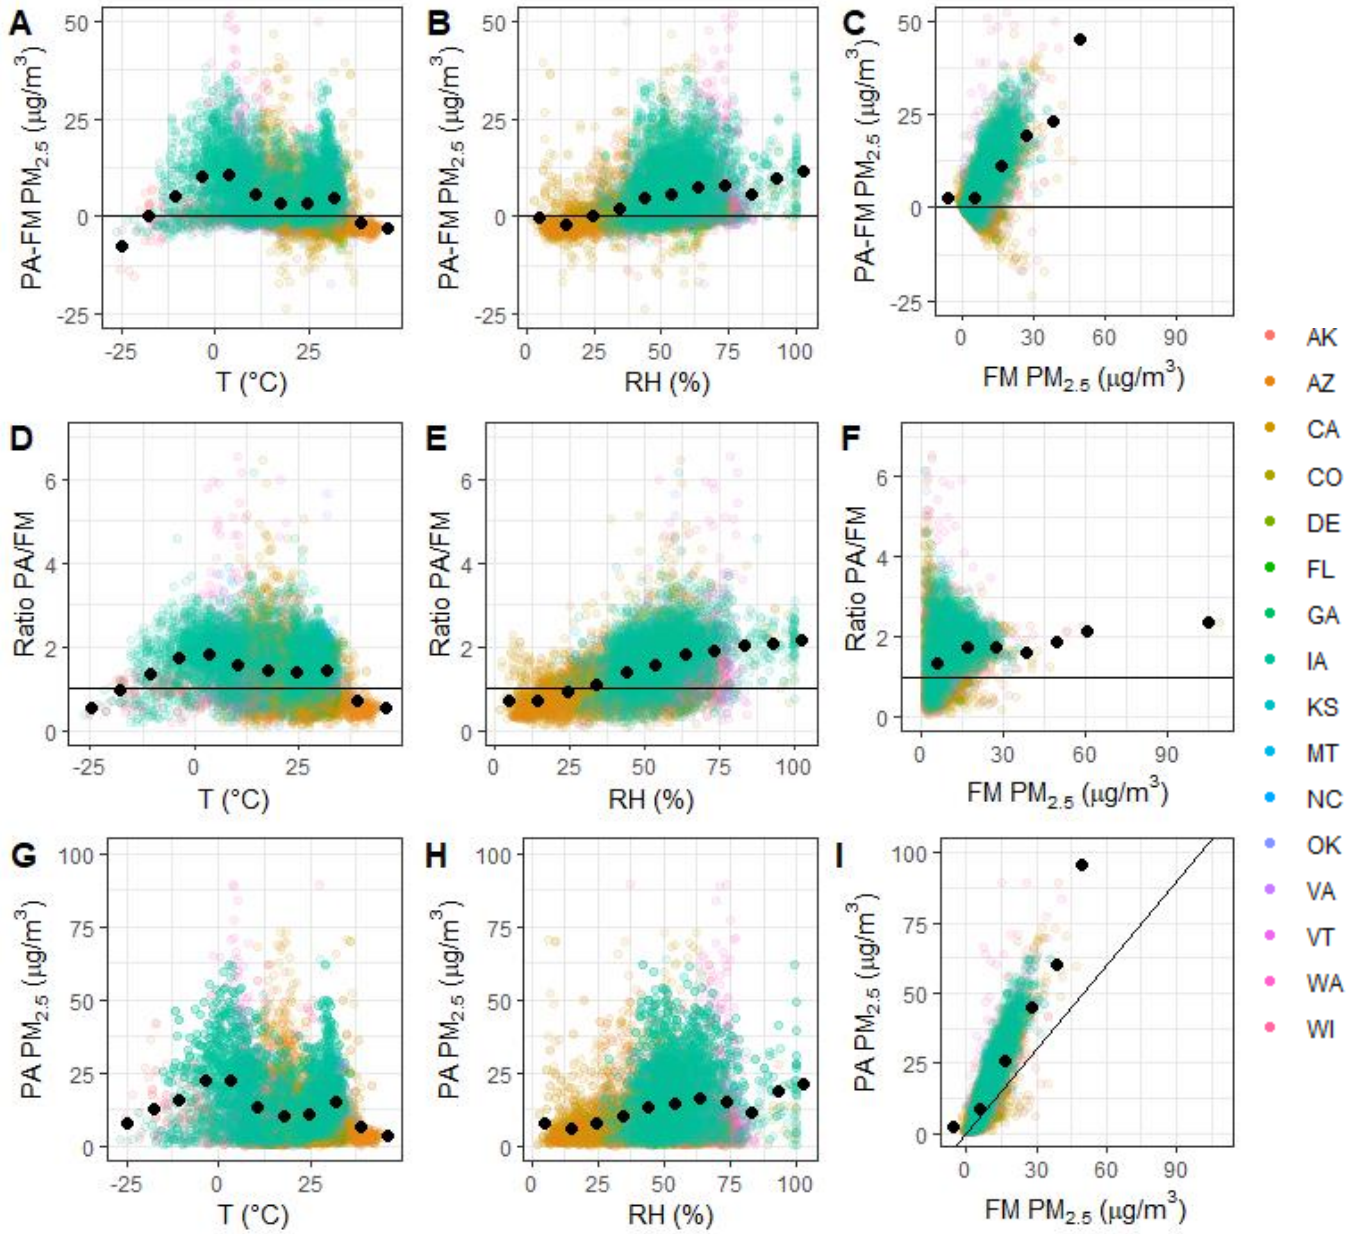 A
PA-FM PM2.5 (μg/m³)
50
25
0
-25
-25 0 25
T (°C)
B
PA-FM PM2.5 (μg/m³)
50
25
0
-25
0 25 50 75 100
RH (%)
C
PA-FM PM2.5 (μg/m³)
50
25
0
-25
0 30 60 90
FM PM2.5 (μg/m³)
D
Ratio PA/FM
6
4
2
0
-25 0 25
T (°C)
E
Ratio PA/FM
6
4
2
0
0 25 50 75 100
RH (%)
F
Ratio PA/FM
6
4
2
0
0 30 60 90
FM PM2.5 (μg/m³)
G
PA PM2.5 (μg/m³)
100
75
50
25
0
-25 0 25
T (°C)
H
PA PM2.5 (μg/m³)
100
75
50
25
0
0 25 50 75 100
RH (%)
I
PA PM2.5 (μg/m³)
100
75
50
25
0
0 30 60 90
FM PM2.5 (μg/m³)
AK
AZ
CA
CO
DE
FL
GA
IA
KS
MT
NC
OK
VA
VT
WA
WI